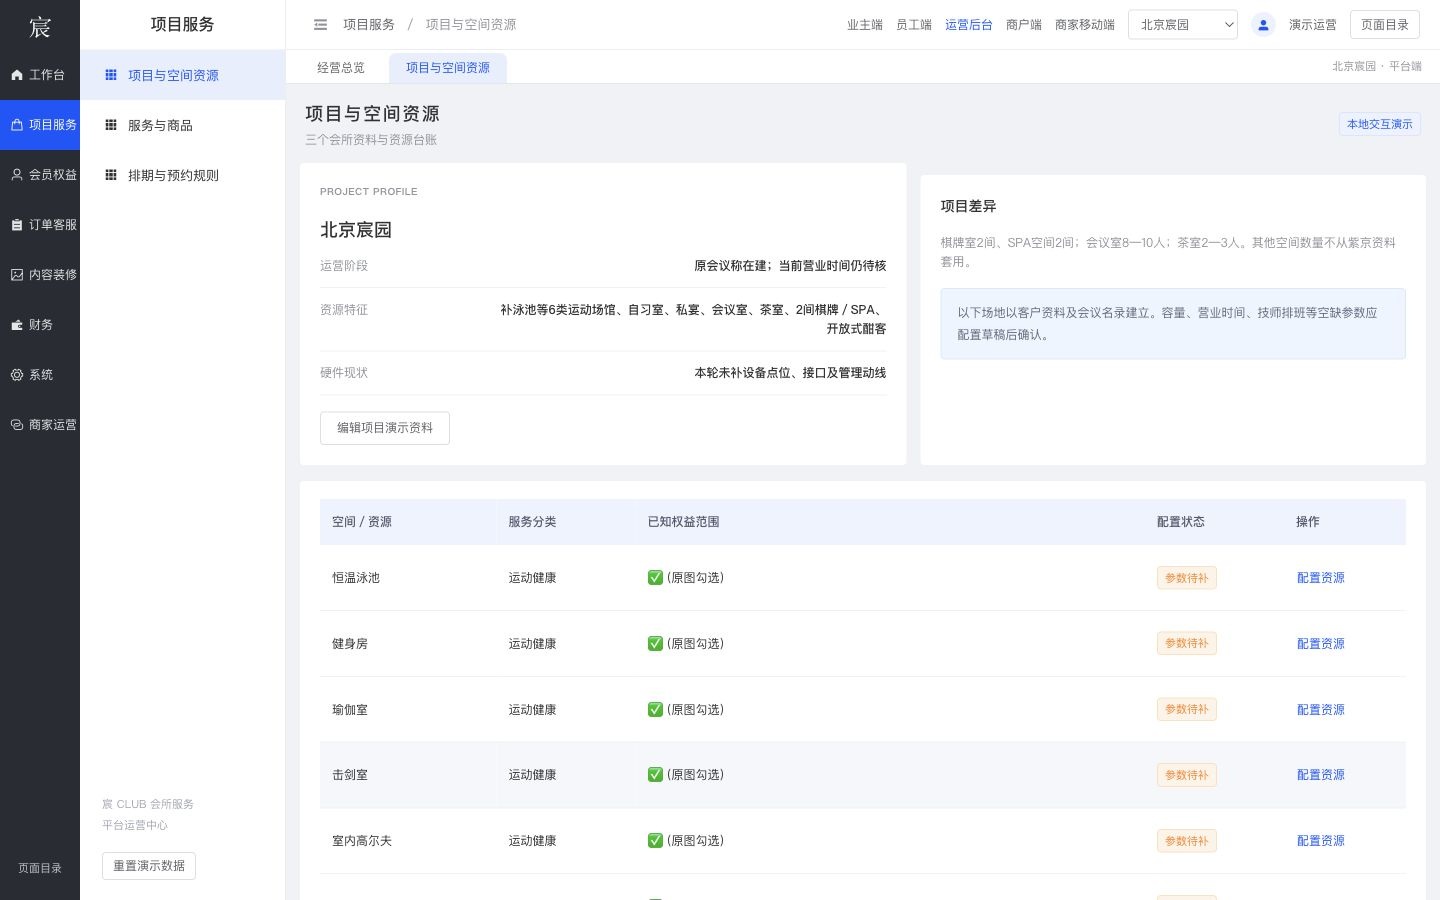 宸
工作台
项目服务
会员权益
订单客服
内容装修
财务
系统
商家运营
页面目录
项目服务
项目与空间资源
服务与商品
排期与预约规则
宸 CLUB 会所服务
平台运营中心
重置演示数据
项目服务 / 项目与空间资源
业主端 员工端 运营后台 商户端 商家移动端 北京宸园 演示运营 页面目录
经营总览 项目与空间资源
北京宸园 · 平台端
项目与空间资源
三个会所资料与资源台账
本地交互演示
PROJECT PROFILE
北京宸园
运营阶段 原会议称在建；当前营业时间仍待核
资源特征 补泳池等6类运动场馆、自习室、私宴、会议室、茶室、2间棋牌 / SPA、
开放式酣客
硬件现状 本轮未补设备点位、接口及管理动线
编辑项目演示资料
项目差异
棋牌室2间、SPA空间2间；会议室8—10人；茶室2—3人。其他空间数量不从紫京资料
套用。
以下场地以客户资料及会议名录建立。容量、营业时间、技师排班等空缺参数应
配置草稿后确认。
空间 / 资源 服务分类 已知权益范围 配置状态 操作
恒温泳池 运动健康 ✅ (原图勾选) 参数待补 配置资源
健身房 运动健康 ✅ (原图勾选) 参数待补 配置资源
瑜伽室 运动健康 ✅ (原图勾选) 参数待补 配置资源
击剑室 运动健康 ✅ (原图勾选) 参数待补 配置资源
室内高尔夫 运动健康 ✅ (原图勾选) 参数待补 配置资源